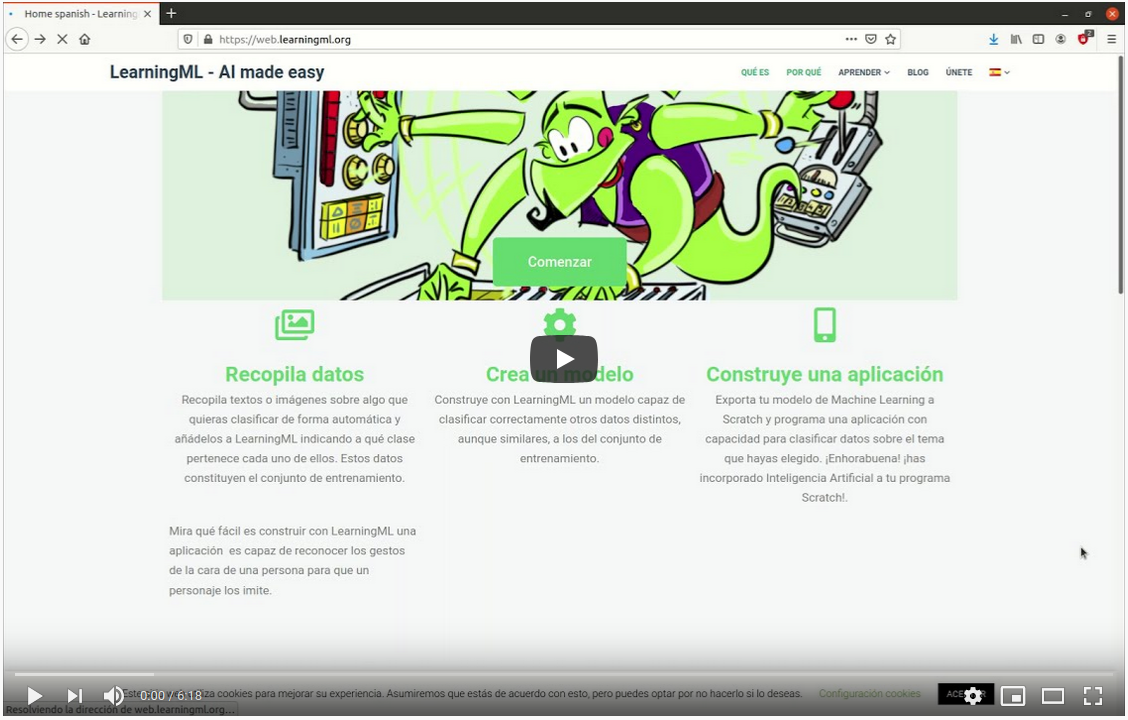 Home spanish - Learning
https://web.learningml.org
2
LearningML - AI made easy
QUÉ ES
POR QUÉ
APRENDER
BLOG
ÚNETE
Comenzar
Recopila datos
Recopila textos o imágenes sobre algo que
quieras clasificar de forma automática y
añádelos a LearningML indicando a qué clase
pertenece cada uno de ellos. Estos datos
constituyen el conjunto de entrenamiento.
Crea un modelo
Construye con LearningML un modelo capaz de
clasificar correctamente otros datos distintos,
aunque similares, a los del conjunto de
entrenamiento.
Construye una aplicación
Exporta tu modelo de Machine Learning a
Scratch y programa una aplicación con
capacidad para clasificar datos sobre el tema
que hayas elegido. ¡Enhorabuena! ¡has
incorporado Inteligencia Artificial a tu programa
Scratch!.
Mira qué fácil es construir con LearningML una
aplicación es capaz de reconocer los gestos
de la cara de una persona para que un
personaje los imite.
0:00 / 6:18
cookies para mejorar su experiencia. Asumiremos que estás de acuerdo con esto, pero puedes optar por no hacerlo si lo deseas.
Configuración cookies
Resolviendo la dirección de web.learningml.org...